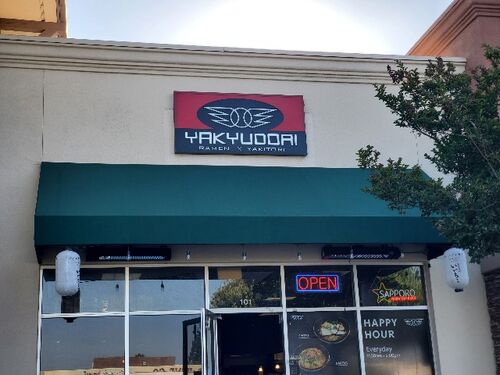 YAKYUDORI
RAMEN X YAKITORI
OPEN
101
SAPPORO
HAPPY
HOUR
Everyday